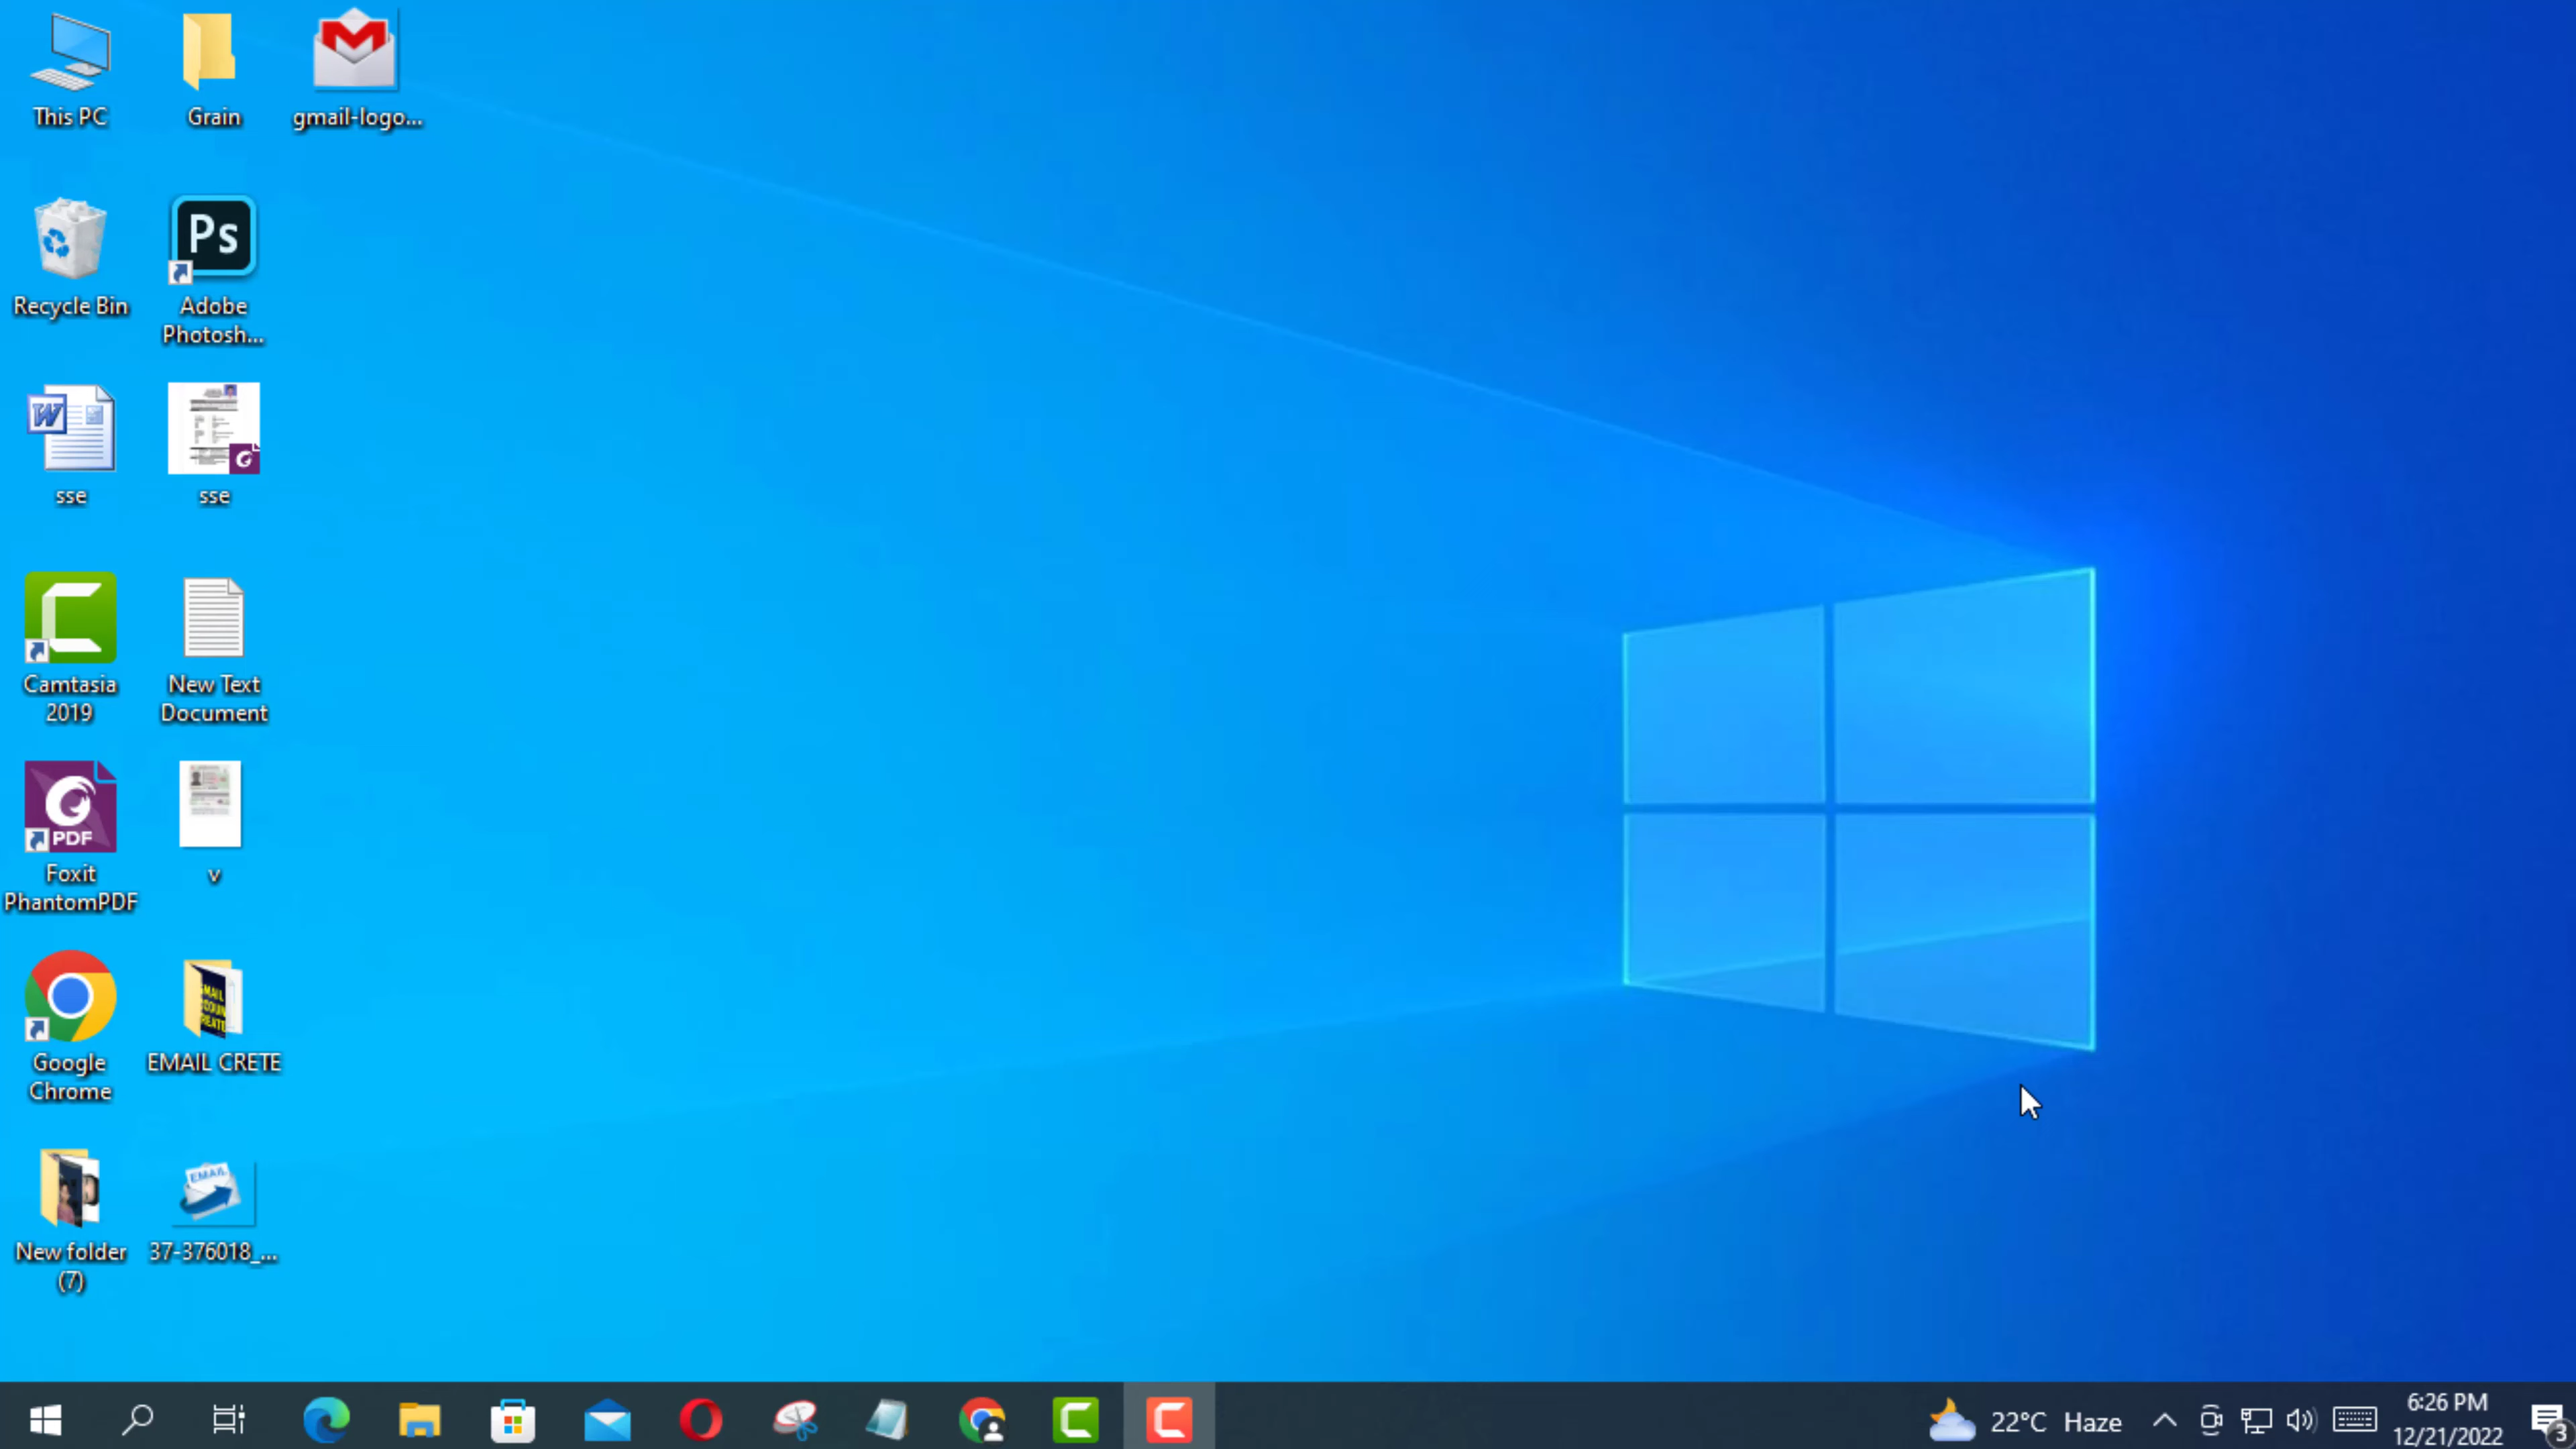 This PC
Grain
gmail-logo...
Recycle Bin
Ps
Adobe
Photosh...
W
sse
sse
Camtasia
2019
New Text
Document
PDF
Foxit
PhantomPDF
v
Google
Chrome
EMAIL CRETE
EMAIL
New folder
(7)
37-376018_...
22°C Haze
6:26 PM
12/21/2022
3